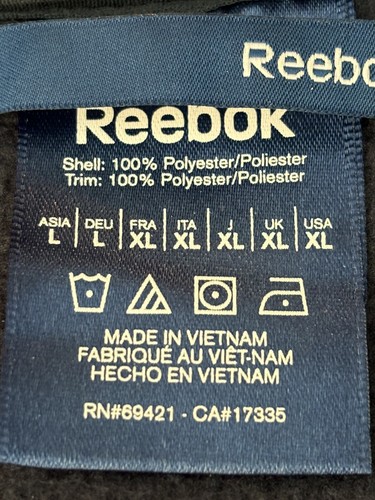 Reebo
Reebok
Shell: 100% Polyester/Poliester
Trim: 100% Polyester/Poliester
ASIA L | DEU L | FRA XL | ITA XL | J XL | UK XL | USA XL
MADE IN VIETNAM
FABRIQUÉ AU VIÊT-NAM
HECHO EN VIETNAM
RN#69421 - CA#17335